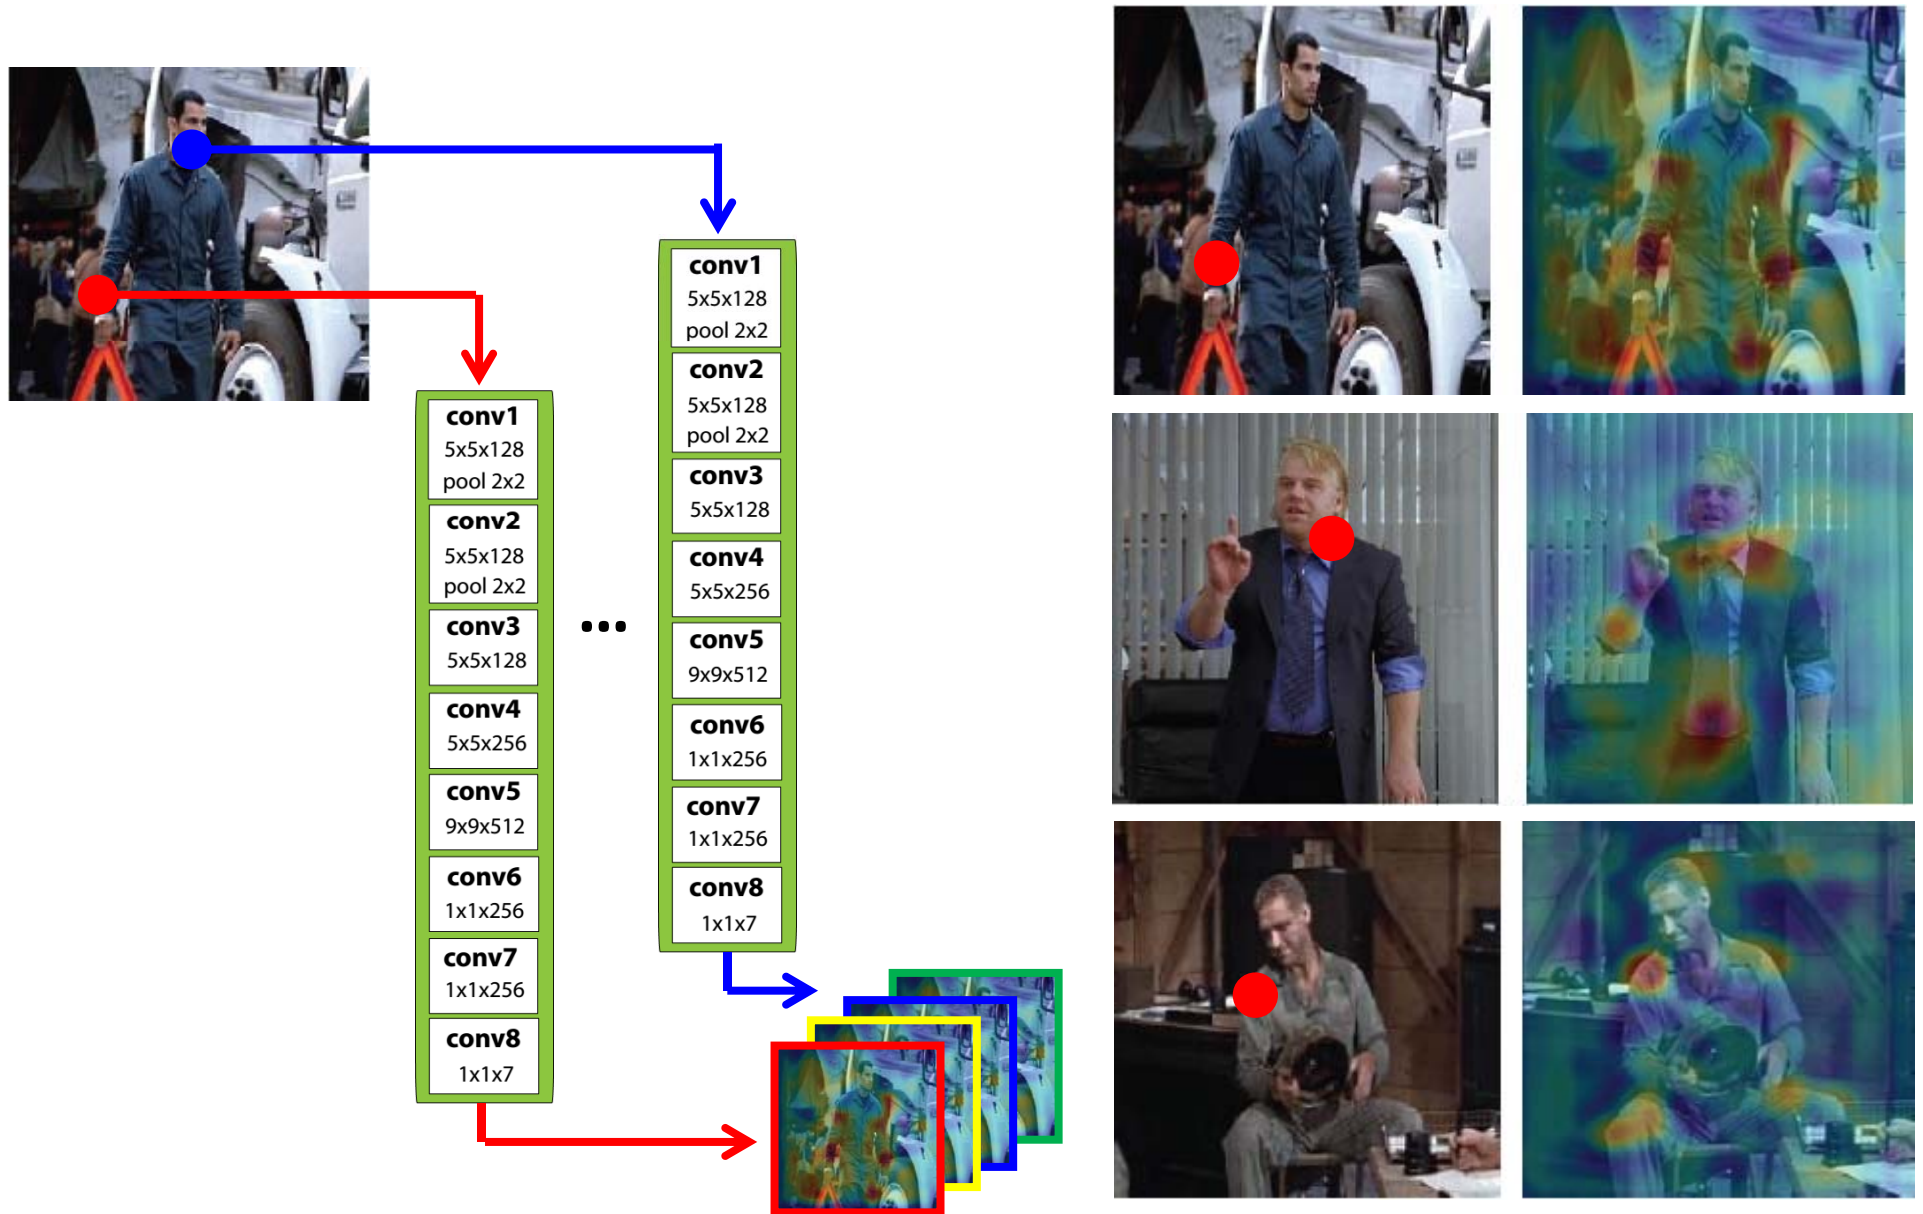 conv1
5x5x128
pool 2x2
conv2
5x5x128
pool 2x2
conv3
5x5x128
conv4
5x5x256
conv5
9x9x512
conv6
1x1x256
conv7
1x1x256
conv8
1x1x7
...
conv1
5x5x128
pool 2x2
conv2
5x5x128
pool 2x2
conv3
5x5x128
conv4
5x5x256
conv5
9x9x512
conv6
1x1x256
conv7
1x1x256
conv8
1x1x7